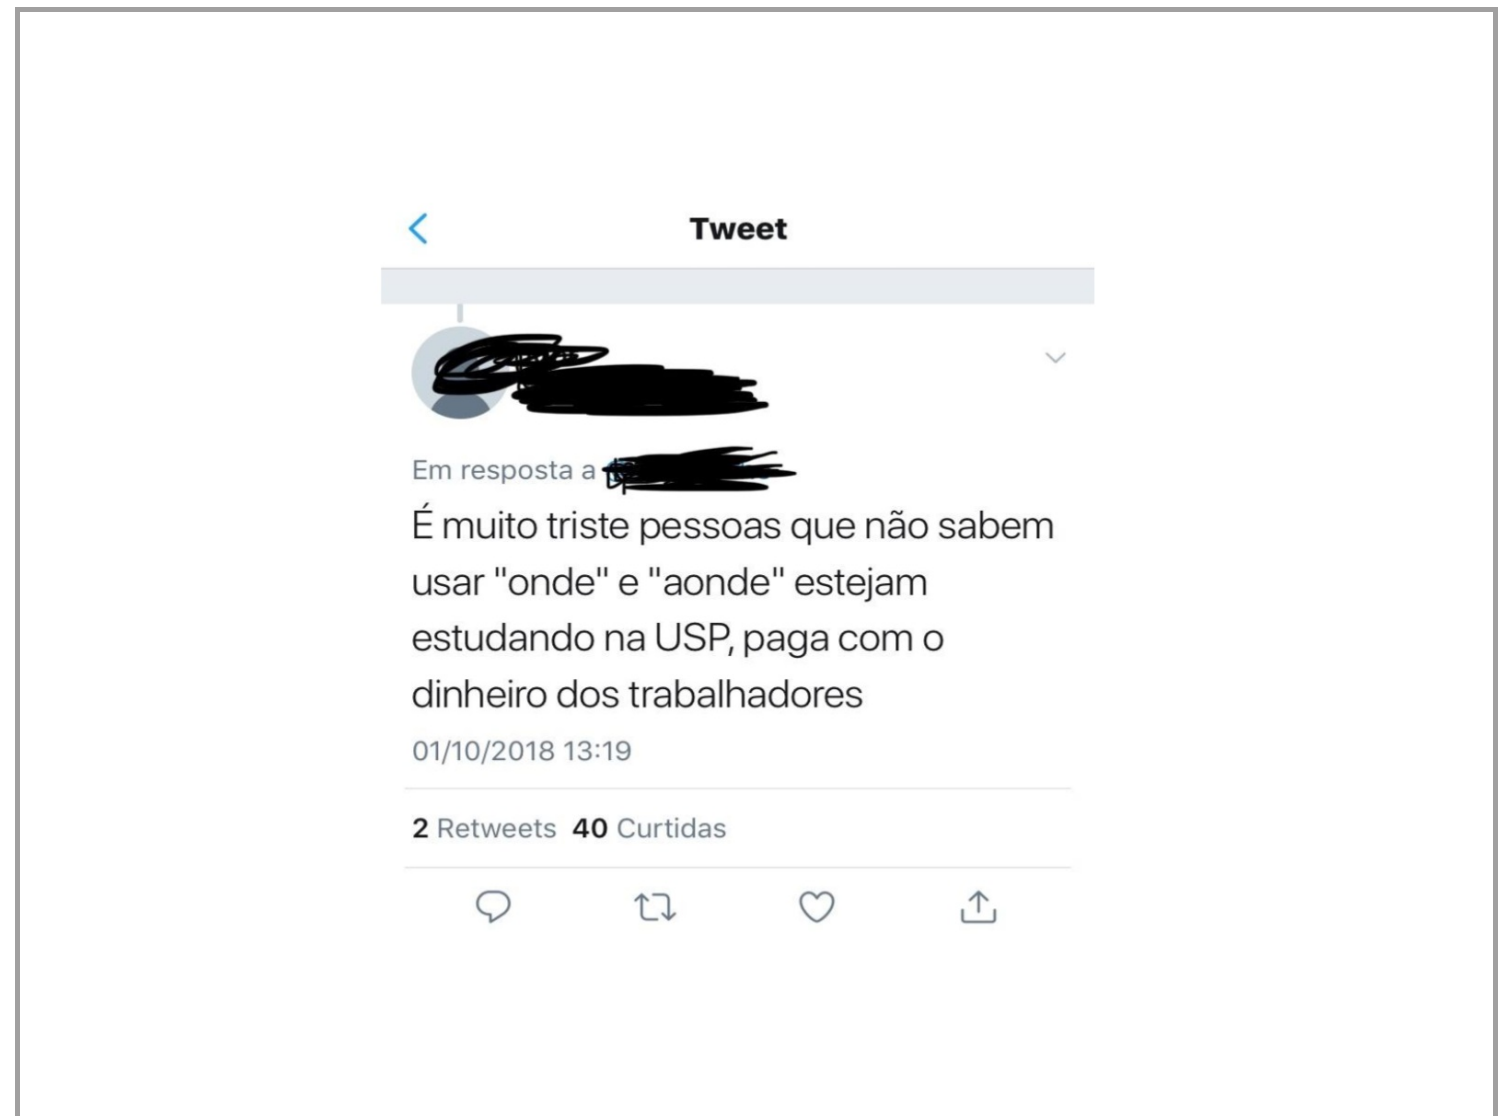 Tweet
Em resposta a
É muito triste pessoas que não sabem
usar "onde" e "aonde" estejam
estudando na USP, paga com o
dinheiro dos trabalhadores
01/10/2018 13:19
2 Retweets 40 Curtidas